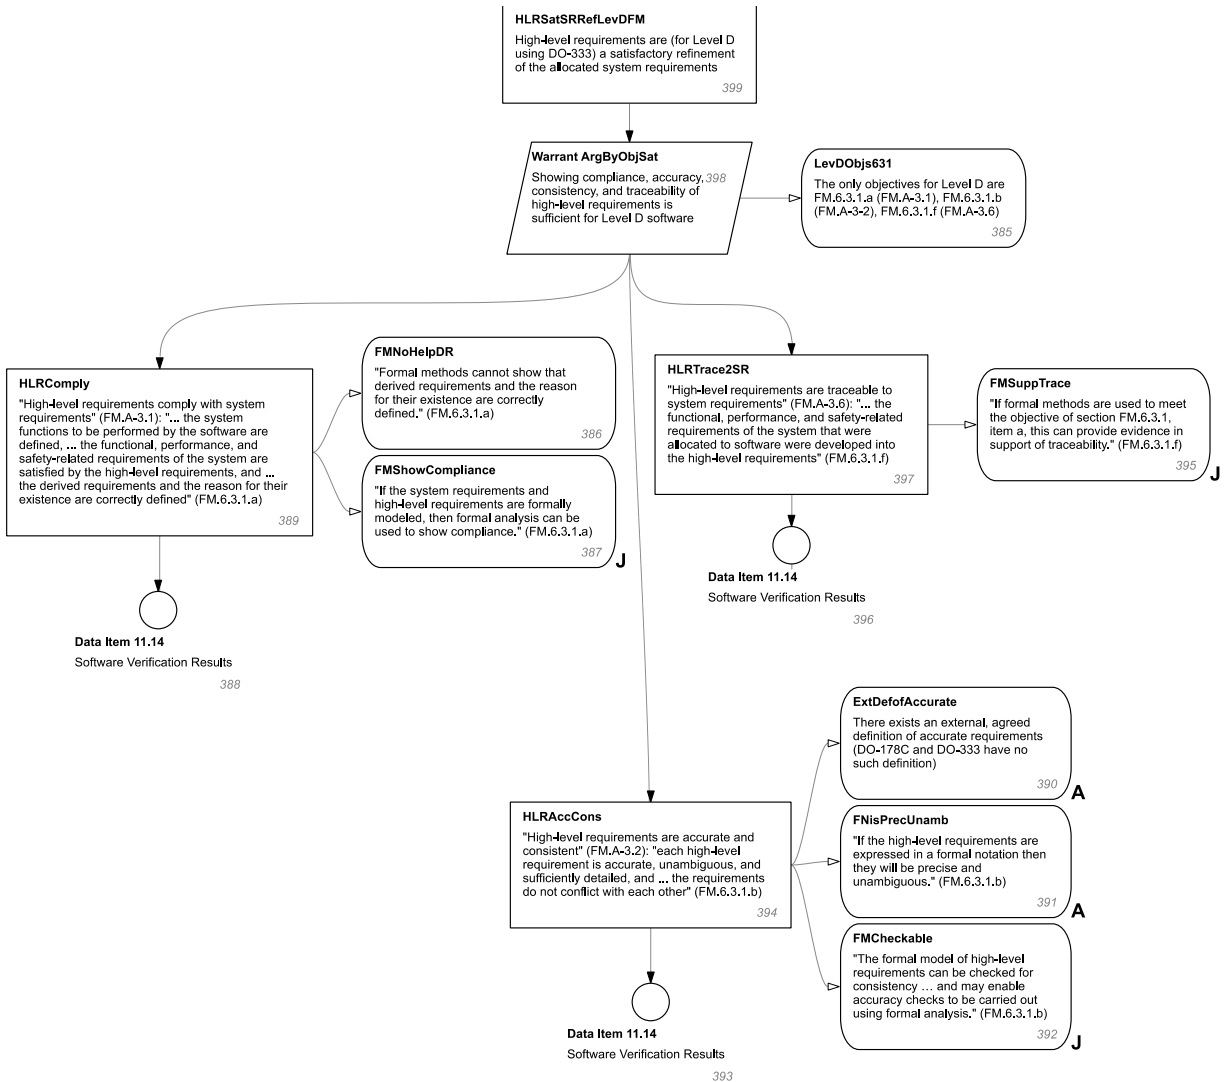 HLRSatSRRefLevDFM
High-level requirements are (for Level D
using DO-333) a satisfactory refinement
of the allocated system requirements
399
Warrant ArgByObjSat
Showing compliance, accuracy, 398
consistency, and traceability of
high-level requirements is
sufficient for Level D software
LevDObjs631
The only objectives for Level D are
FM.6.3.1.a (FM.A-3.1), FM.6.3.1.b
(FM.A-3-2), FM.6.3.1.f (FM.A-3.6)
385
HLRComply
"High-level requirements comply with system
requirements" (FM.A-3.1): "... the system
functions to be performed by the software are
defined, ... the functional, performance, and
safety-related requirements of the system are
satisfied by the high-level requirements, and ...
the derived requirements and the reason for their
existence are correctly defined" (FM.6.3.1.a)
389
FMNoHelpDR
"Formal methods cannot show that
derived requirements and the reason
for their existence are correctly
defined." (FM.6.3.1.a)
386
FMShowCompliance
"If the system requirements and
high-level requirements are formally
modeled, then formal analysis can be
used to show compliance." (FM.6.3.1.a)
387
J
HLRTrace2SR
"High-level requirements are traceable to
system requirements" (FM.A-3.6): "... the
functional, performance, and safety-related
requirements of the system that were
allocated to software were developed into
the high-level requirements" (FM.6.3.1.f)
397
FMSuppTrace
"If formal methods are used to meet
the objective of section FM.6.3.1,
item a, this can provide evidence in
support of traceability." (FM.6.3.1.f)
395
J
Data Item 11.14
Software Verification Results
388
Data Item 11.14
Software Verification Results
396
HLRAccCons
"High-level requirements are accurate and
consistent" (FM.A-3.2): "each high-level
requirement is accurate, unambiguous, and
sufficiently detailed, and ... the requirements
do not conflict with each other" (FM.6.3.1.b)
394
ExtDefofAccurate
There exists an external, agreed
definition of accurate requirements
(DO-178C and DO-333 have no
such definition)
390
A
FNisPrecUnamb
"If the high-level requirements are
expressed in a formal notation then
they will be precise and
unambiguous." (FM.6.3.1.b)
391
A
FMCheckable
"The formal model of high-level
requirements can be checked for
consistency ... and may enable
accuracy checks to be carried out
using formal analysis." (FM.6.3.1.b)
392
J
Data Item 11.14
Software Verification Results
393